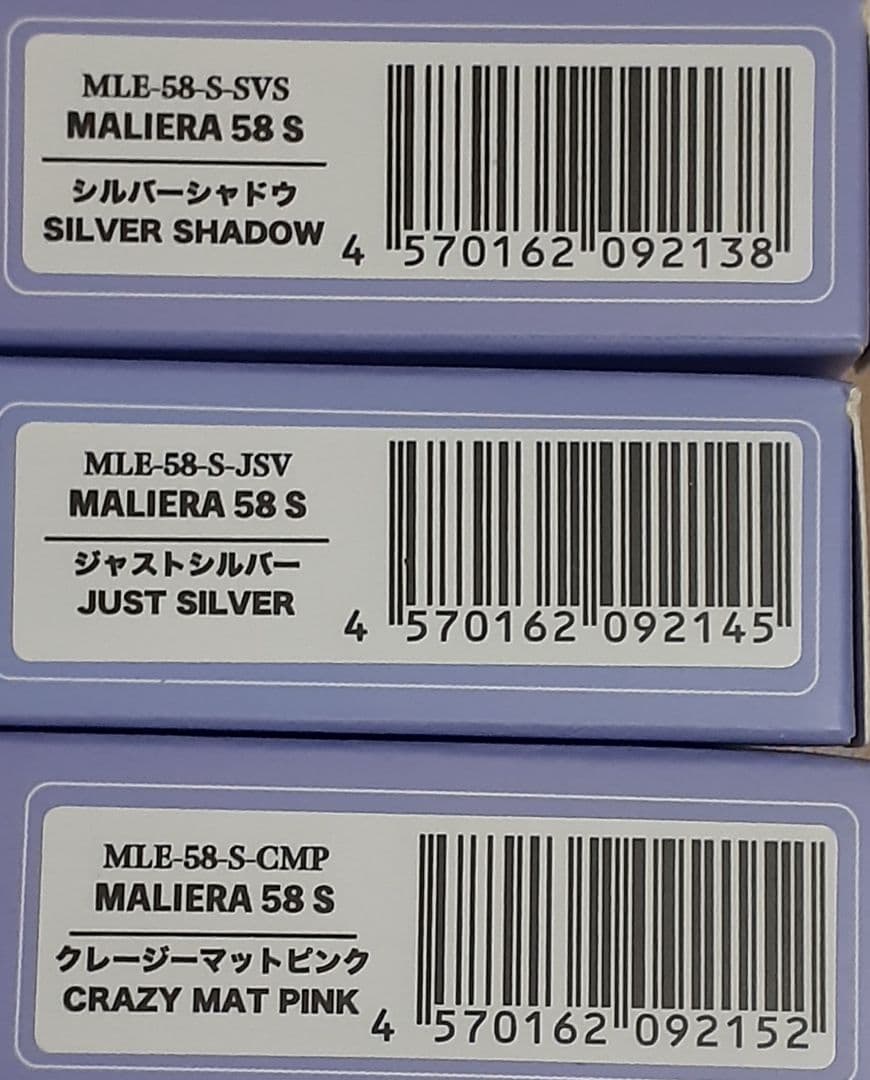 MLE-58-S-SVS
MALIERA 58 S
シルバーシャドウ
SILVER SHADOW
4 570162 092138
MLE-58-S-JSV
MALIERA 58 S
ジャストシルバー
JUST SILVER
4 570162 092145
MLE-58-S-CMP
MALIERA 58 S
クレージーマットピンク
CRAZY MAT PINK
4 570162 092152